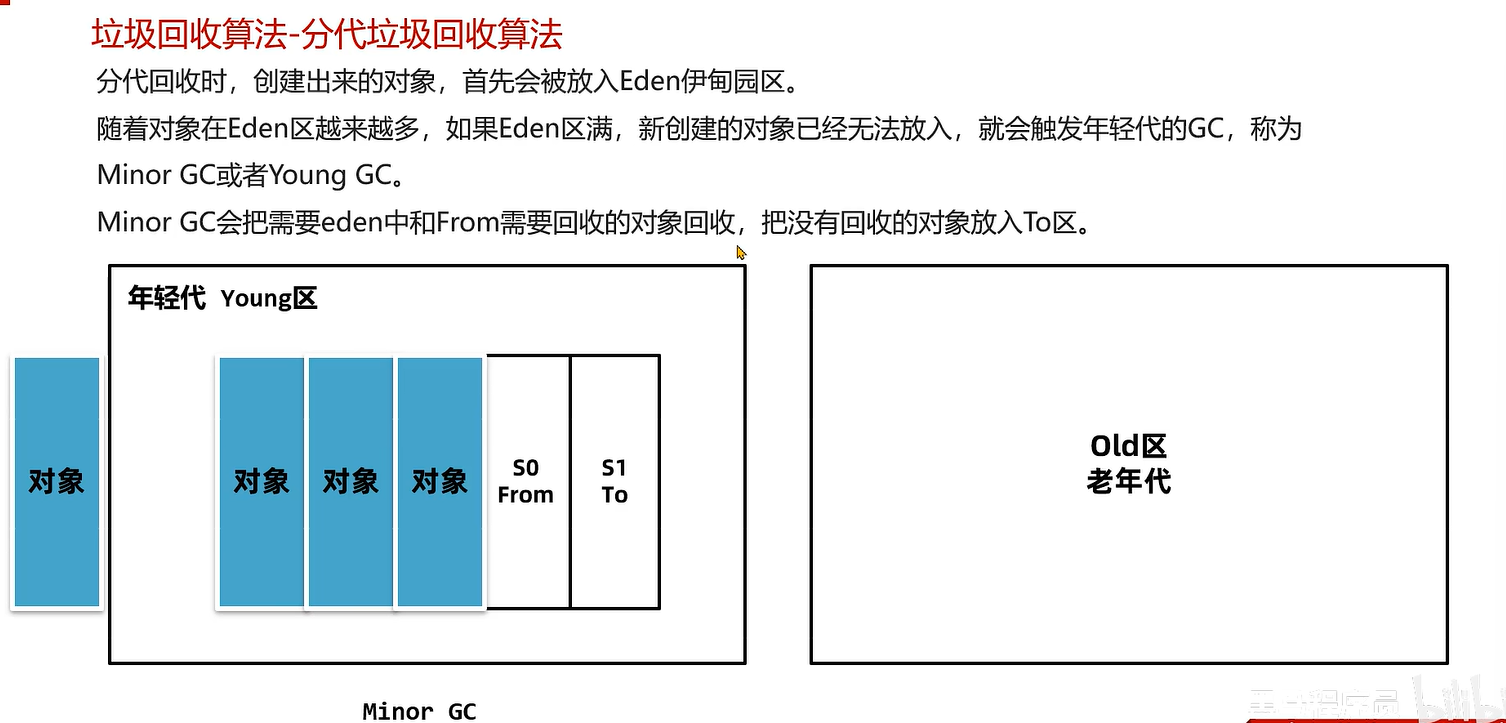 垃圾回收算法-分代垃圾回收算法
分代回收时，创建出来的对象，首先会被放入Eden伊甸园区。
随着对象在Eden区越来越多，如果Eden区满，新创建的对象已经无法放入，就会触发年轻代的GC，称为
Minor GC或者Young GC。
Minor GC会把需要eden中和From需要回收的对象回收，把没有回收的对象放入To区。
年轻代 Young区
对象
对象
对象
对象
S0
From
S1
To
Old区
老年代
Minor GC